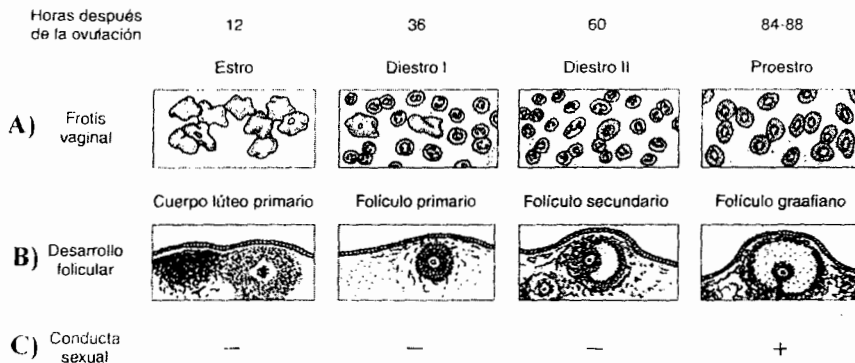 Horas después
de la ovulación
12 36 60 84-88
Estro Diestro I Diestro II Proestro
A) Frotis
vaginal
Cuerpo lúteo primario Folículo primario Folículo secundario Folículo graafiano
B) Desarrollo
folicular
C) Conducta
sexual
– – – +